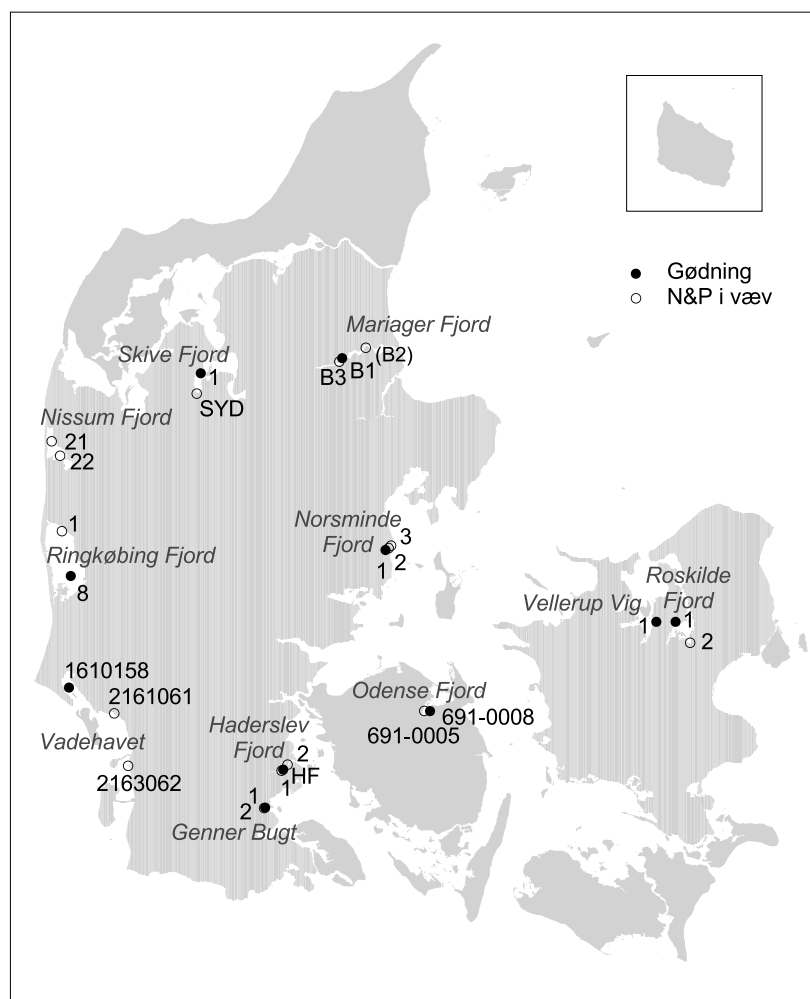 Gødning
N&P i væv
Mariager Fjord
(B2)
B1
B3
Skive Fjord
1
SYD
Nissum Fjord
21
22
1
Ringkøbing Fjord
8
Norsminde
Fjord
3
2
1
Roskilde
Fjord
Vellerup Vig
1
1
2
1610158
2161061
Vadehavet
2163062
Odense Fjord
691-0008
691-0005
Haderslev
Fjord
2
HF
1
1
2
Genner Bugt